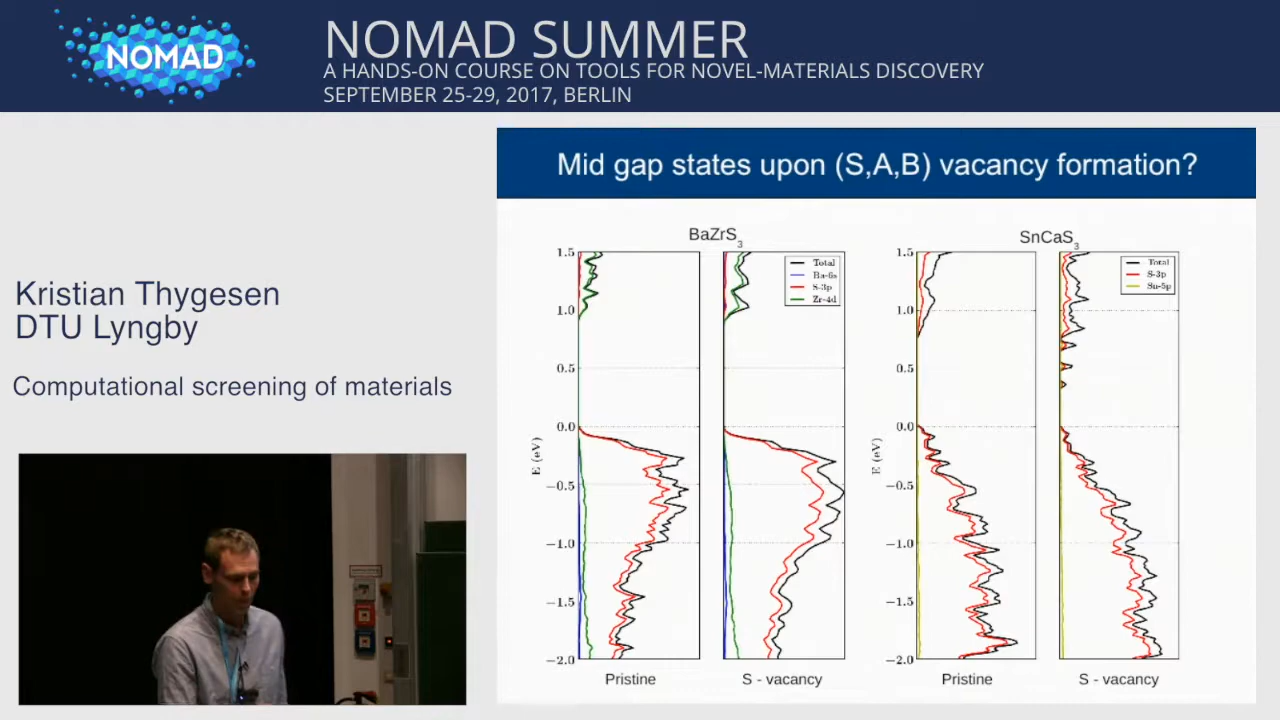 NOMAD
NOMAD SUMMER
A HANDS-ON COURSE ON TOOLS FOR NOVEL-MATERIALS DISCOVERY
SEPTEMBER 25-29, 2017, BERLIN
Kristian Thygesen
DTU Lyngby
Computational screening of materials
Mid gap states upon (S,A,B) vacancy formation?
BaZrS3
1.5
1.0
0.5
0.0
−0.5
−1.0
−1.5
−2.0
E (eV)
Total
Ba-6s
S-3p
Zr-4d
Pristine
S - vacancy
SnCaS3
1.5
1.0
0.5
0.0
−0.5
−1.0
−1.5
−2.0
E (eV)
Total
S-3p
Sn-5p
Pristine
S - vacancy